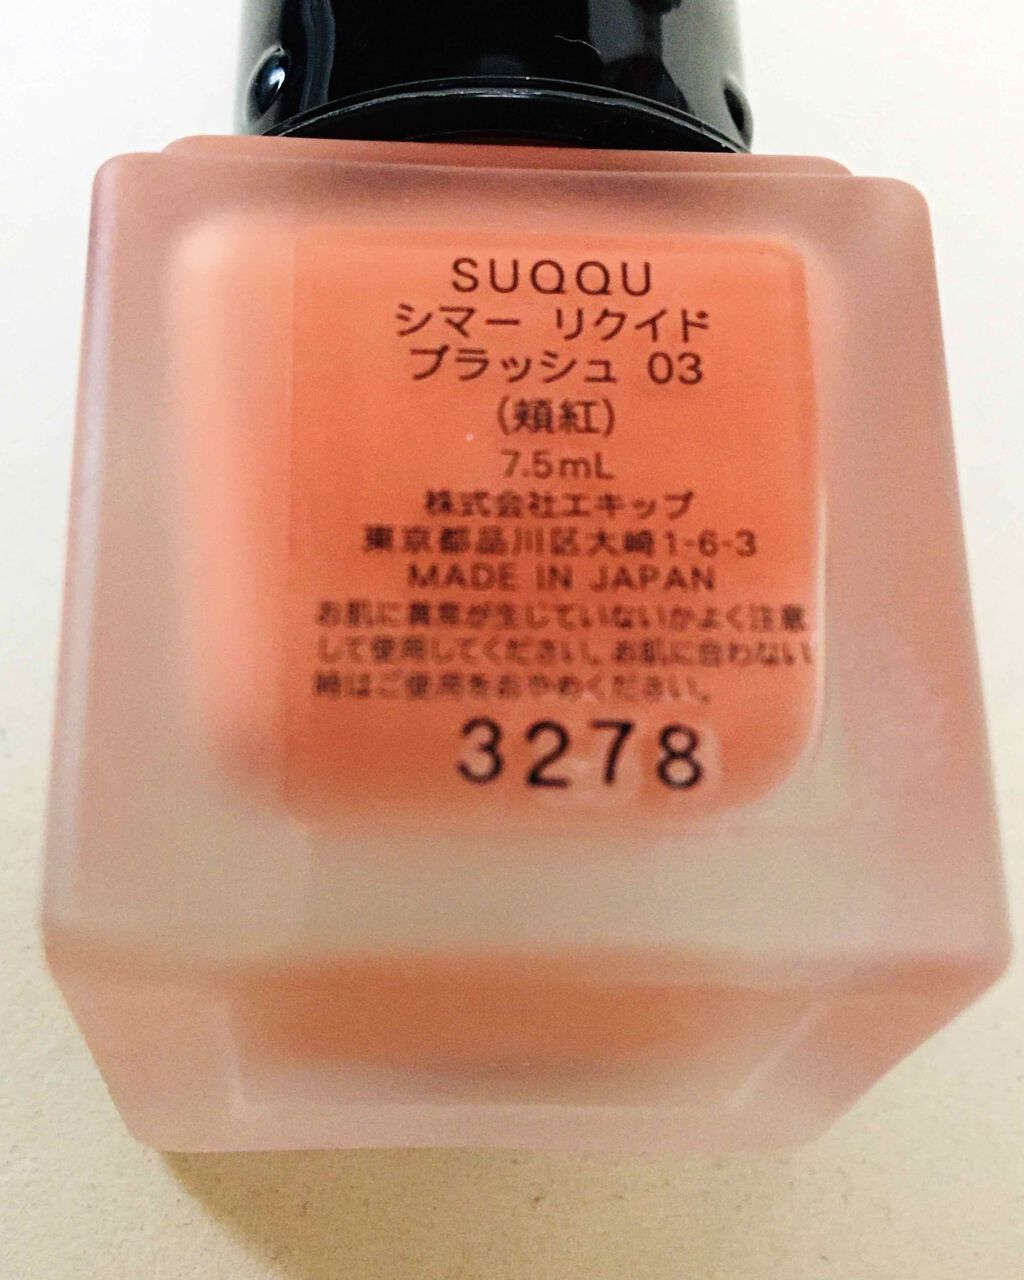 SUQQU
シマー リクイド
ブラッシュ 03
(頬紅)
7.5mL
株式会社エキップ
東京都品川区大崎1-6-3
MADE IN JAPAN
お肌に異常が生じていないかよく注意
して使用してください。お肌に合わない
時はご使用をおやめください。
3278